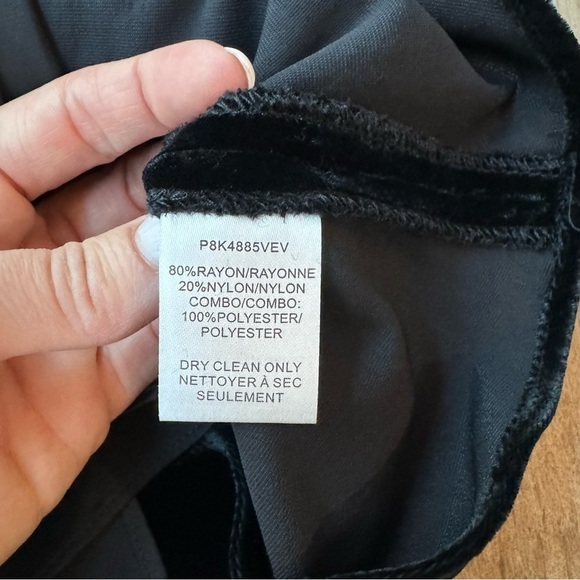 P8K4885VEV
80%RAYON/RAYONNE
20%NYLON/NYLON
COMBO/COMBO:
100%POLYESTER/
POLYESTER
DRY CLEAN ONLY
NETTOYER À SEC
SEULEMENT